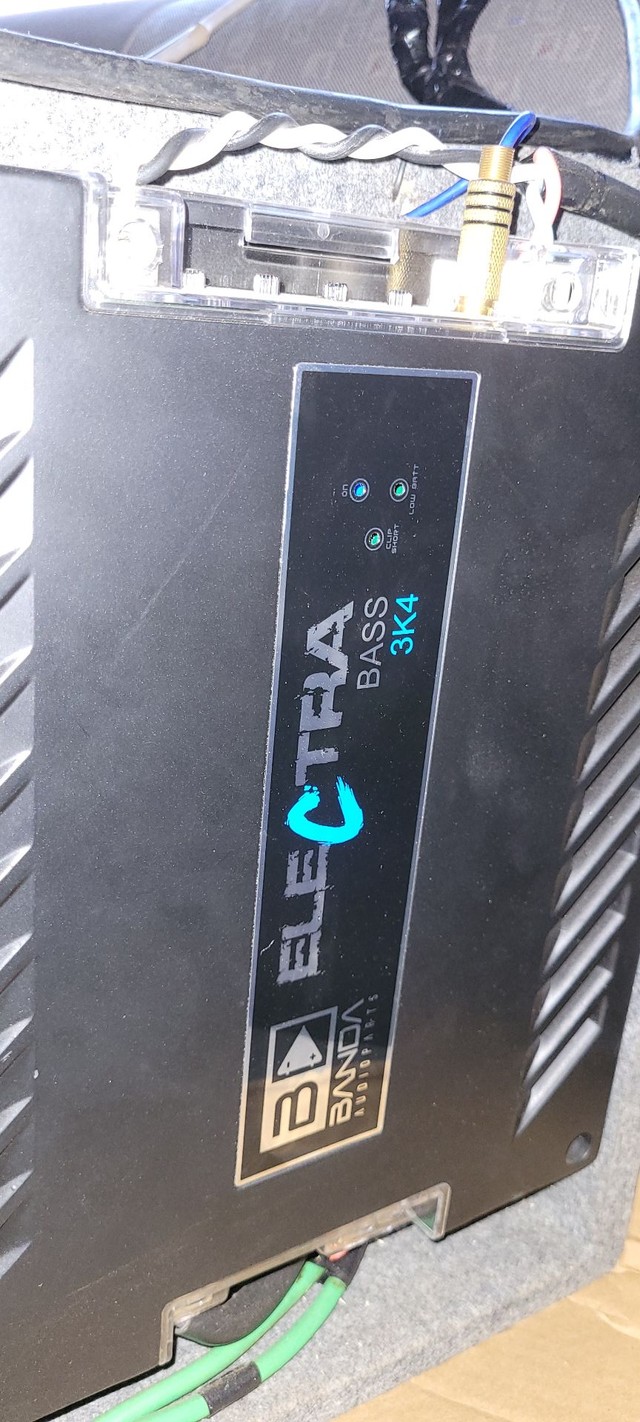 BANDA
AUDIOPARTS
ELECTRA
BASS
3K4
ON
LOW BATT
CLIP
SHORT